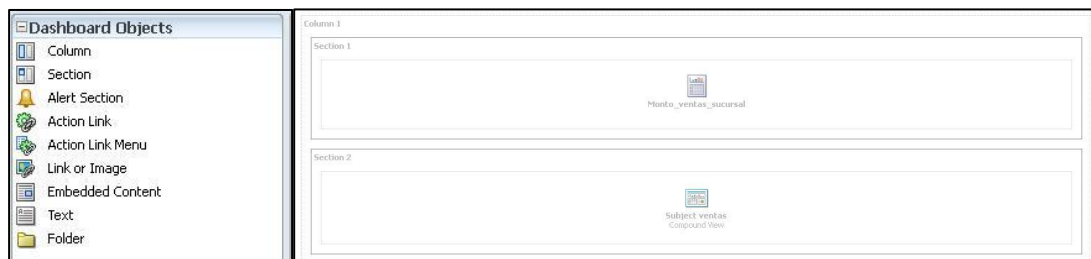 Dashboard Objects
Column
Section
Alert Section
Action Link
Action Link Menu
Link or Image
Embedded Content
Text
Folder
Column 1
Section 1
Monto_ventas_sucursal
Section 2
Subject ventas
Compound View